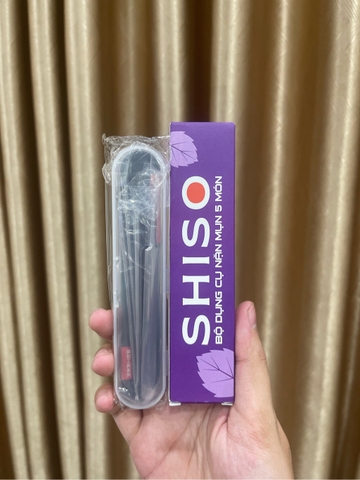 SHISO
BỘ DỤNG CỤ NẶN MỤN 5 MÓN